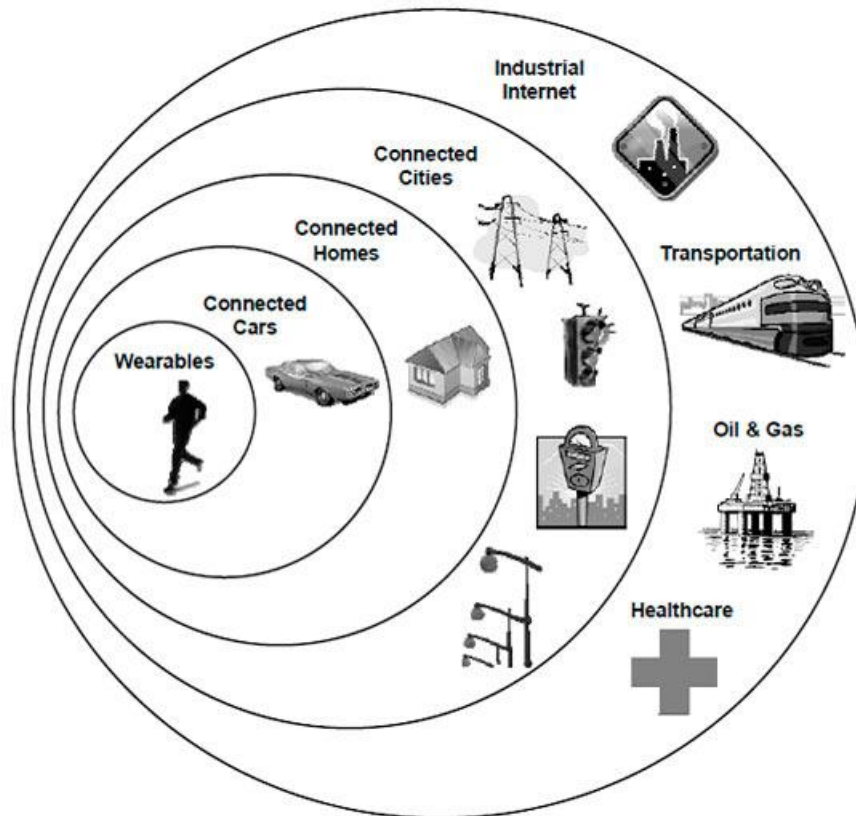 Industrial
Internet
Connected
Cities
Connected
Homes
Transportation
Connected
Cars
Wearables
Oil & Gas
Healthcare